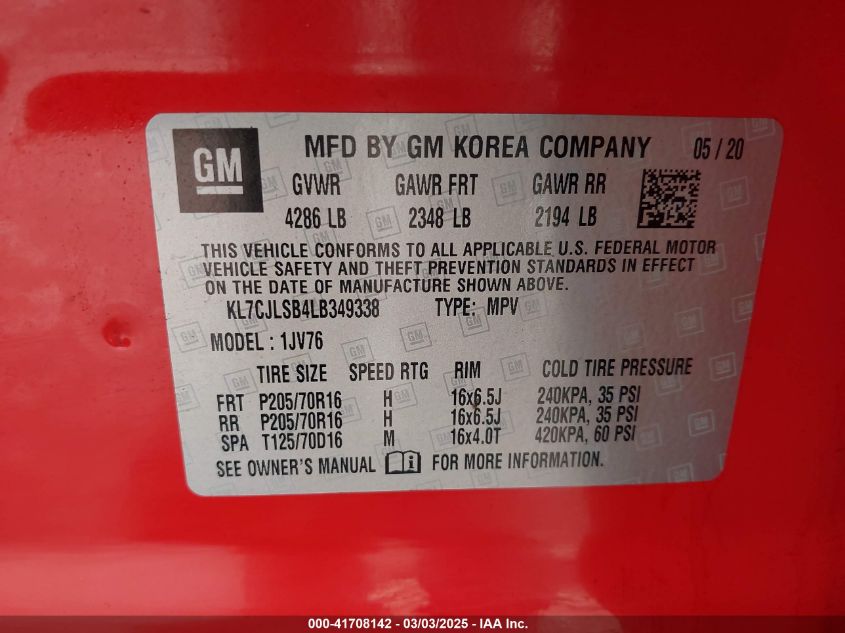 GM
MFD BY GM KOREA COMPANY 05 / 20
GVWR GAWR FRT GAWR RR
4286 LB 2348 LB 2194 LB
THIS VEHICLE CONFORMS TO ALL APPLICABLE U.S. FEDERAL MOTOR
VEHICLE SAFETY AND THEFT PREVENTION STANDARDS IN EFFECT
ON THE DATE OF MANUFACTURE SHOWN ABOVE.
KL7CJLSB4LB349338 TYPE: MPV
MODEL : 1JV76
TIRE SIZE SPEED RTG RIM COLD TIRE PRESSURE
FRT P205/70R16 H 16x6.5J 240KPA, 35 PSI
RR P205/70R16 H 16x6.5J 240KPA, 35 PSI
SPA T125/70D16 M 16x4.0T 420KPA, 60 PSI
SEE OWNER'S MANUAL FOR MORE INFORMATION.
000-41708142 - 03/03/2025 - IAA Inc.